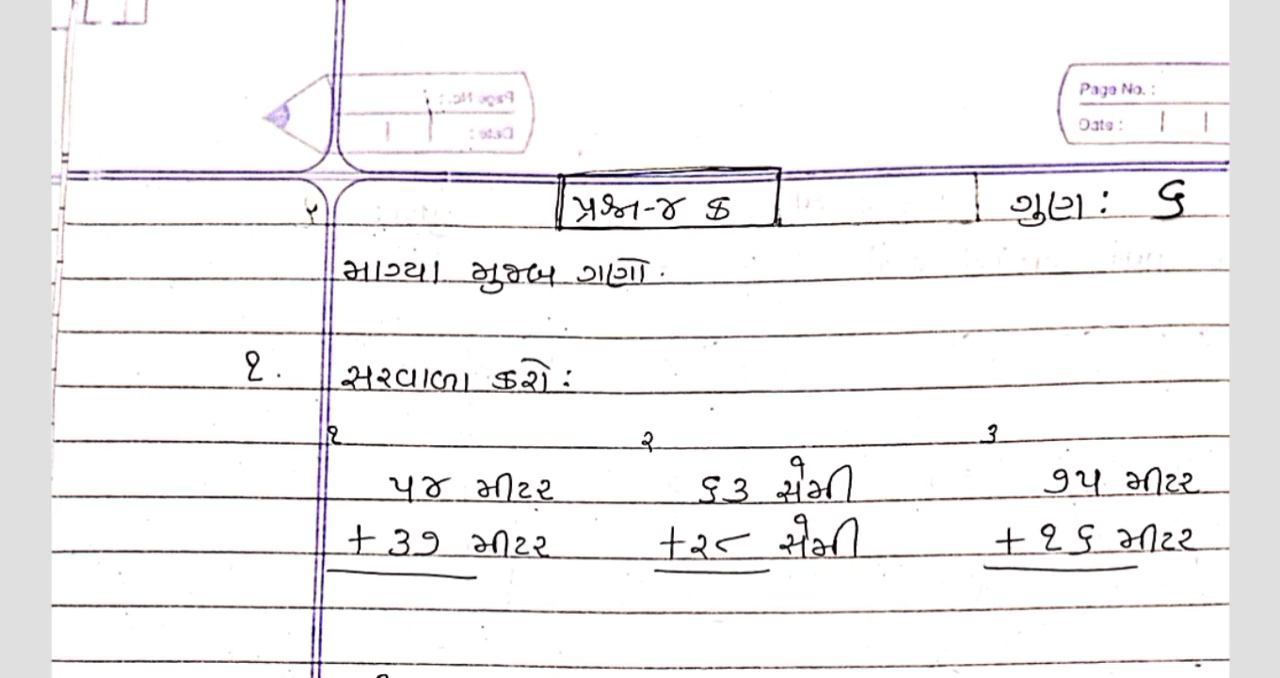 Page No. :
Date :
પ્રશ્ન-૪ ક ગુણ : ૬
માગ્યા મુજબ ગણો.
૧. સરવાળા કરો :
૧ ૨ ૩
૫૪ મીટર ૬૩ સેમી ૭૫ મીટર
+ ૩૭ મીટર +૨૮ સેમી + ૧૬ મીટર